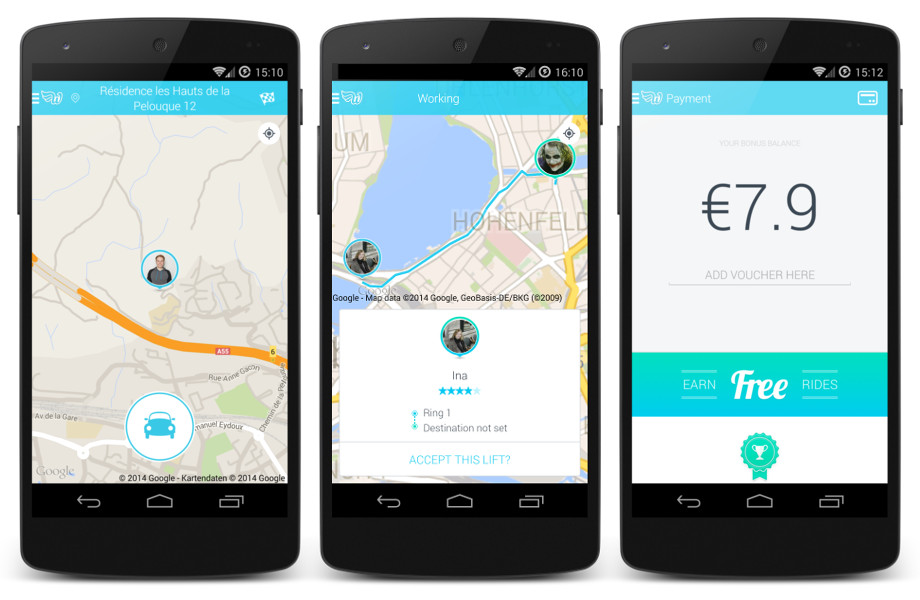 15:10
Résidence les Hauts de la
Pelouque 12
A55
6
Rue Anne Gacon
Av de la Gare
manuel Eydoux
Chemin de la Pelou
Google
© 2014 Google - Kartendaten © 2014 Google
16:10
Working
UM
HOHENFELD
Google
Google - Map data ©2014 Google, GeoBasis-DE/BKG (©2009)
Ina
Ring 1
Destination not set
ACCEPT THIS LIFT?
15:12
Payment
YOUR BONUS BALANCE
€7.9
ADD VOUCHER HERE
EARN Free RIDES